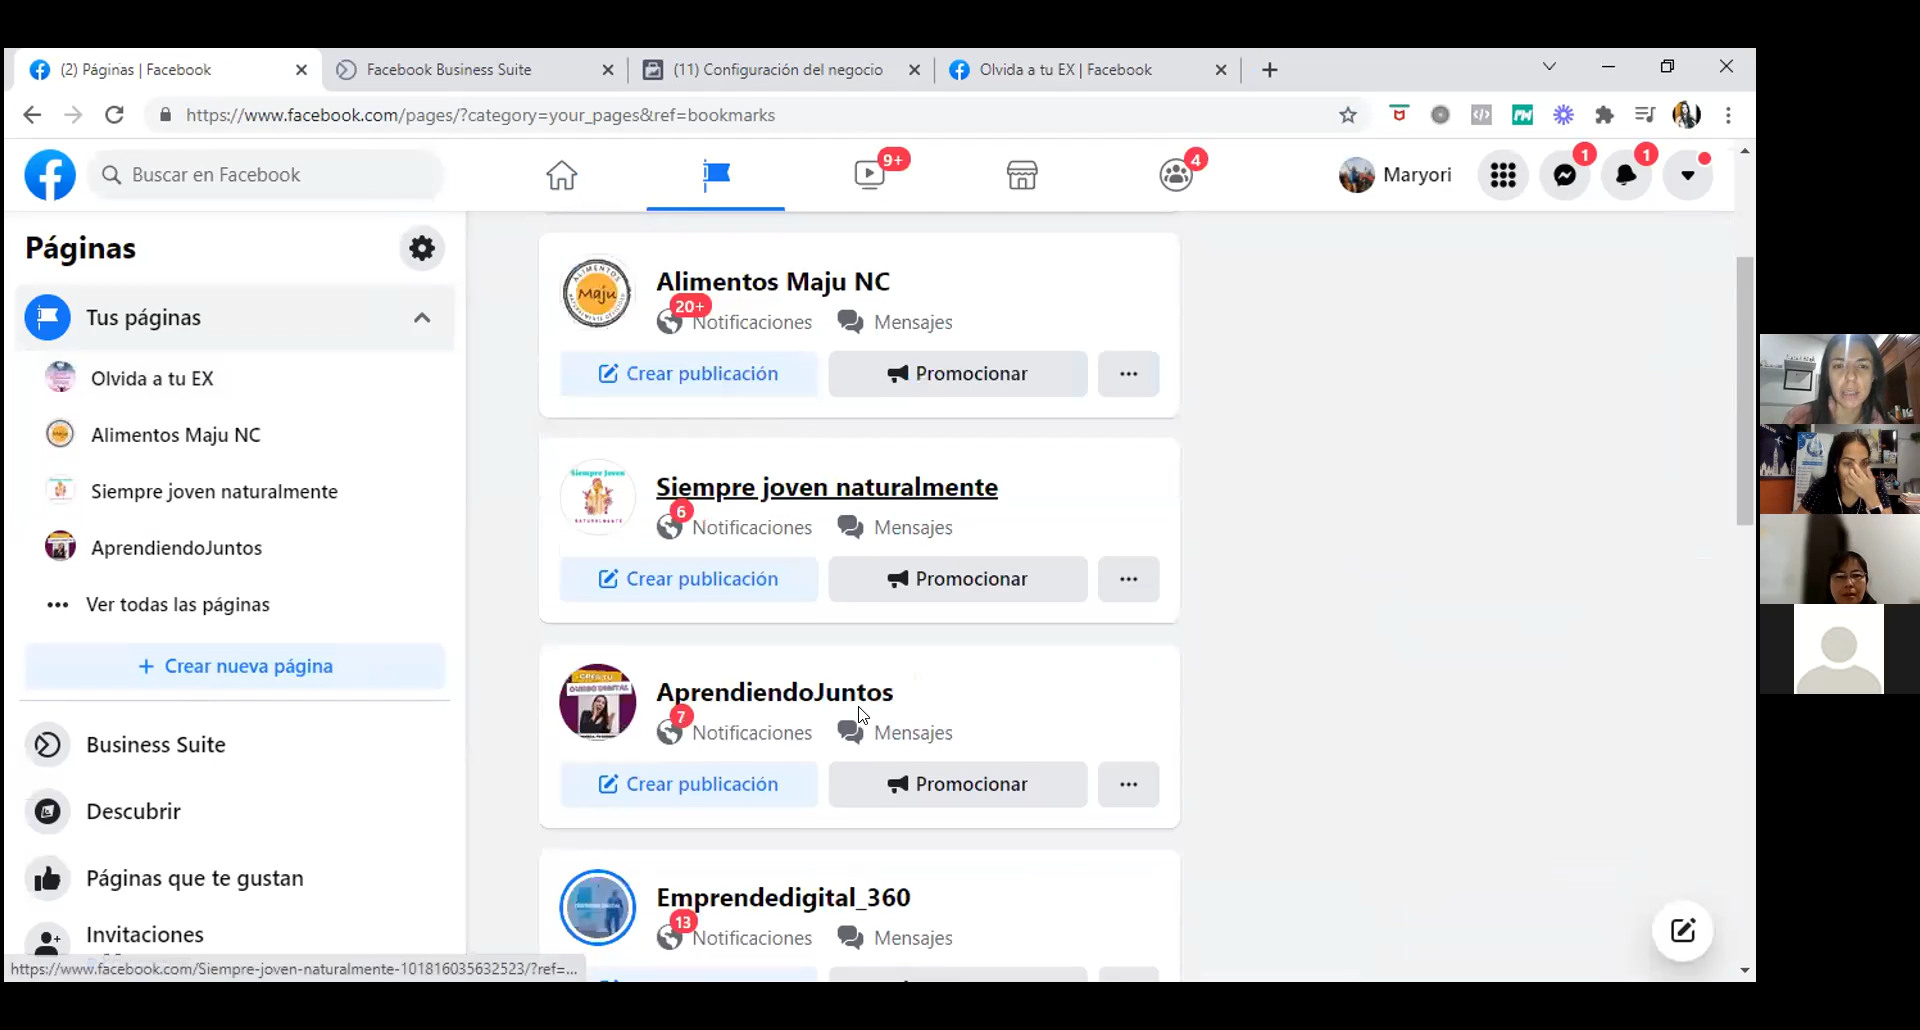 (2) Páginas | Facebook
Facebook Business Suite
(11) Configuración del negocio
Olvida a tu EX | Facebook
https://www.facebook.com/pages/?category=your_pages&ref=bookmarks
Buscar en Facebook
9+
4
Maryori
1
1
Páginas
Tus páginas
Olvida a tu EX
Alimentos Maju NC
Siempre joven naturalmente
AprendiendoJuntos
Ver todas las páginas
+ Crear nueva página
Business Suite
Descubrir
Páginas que te gustan
Invitaciones
https://www.facebook.com/Siempre-joven-naturalmente-101816035632523/?ref=...
ALIMENTOS
Maju
Alimentos Maju NC
20+
Notificaciones
Mensajes
Crear publicación
Promocionar
Siempre Joven
NATURALMENTE
Siempre joven naturalmente
6
Notificaciones
Mensajes
Crear publicación
Promocionar
AprendiendoJuntos
7
Notificaciones
Mensajes
Crear publicación
Promocionar
Emprendedigital_360
13
Notificaciones
Mensajes